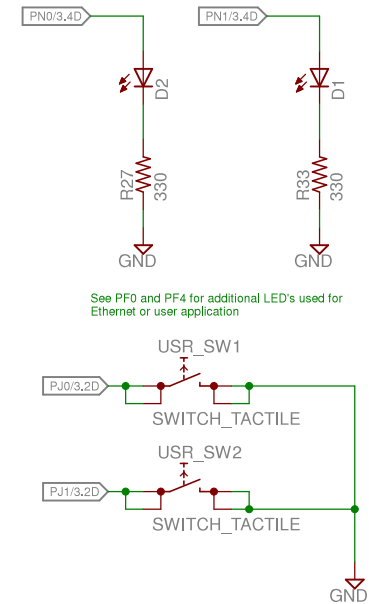 PN0/3.4D
PN1/3.4D
D2
D1
R27
330
R33
330
GND
GND
See PF0 and PF4 for additional LED's used for
Ethernet or user application
USR_SW1
PJ0/3.2D
SWITCH_TACTILE
USR_SW2
PJ1/3.2D
SWITCH_TACTILE
GND